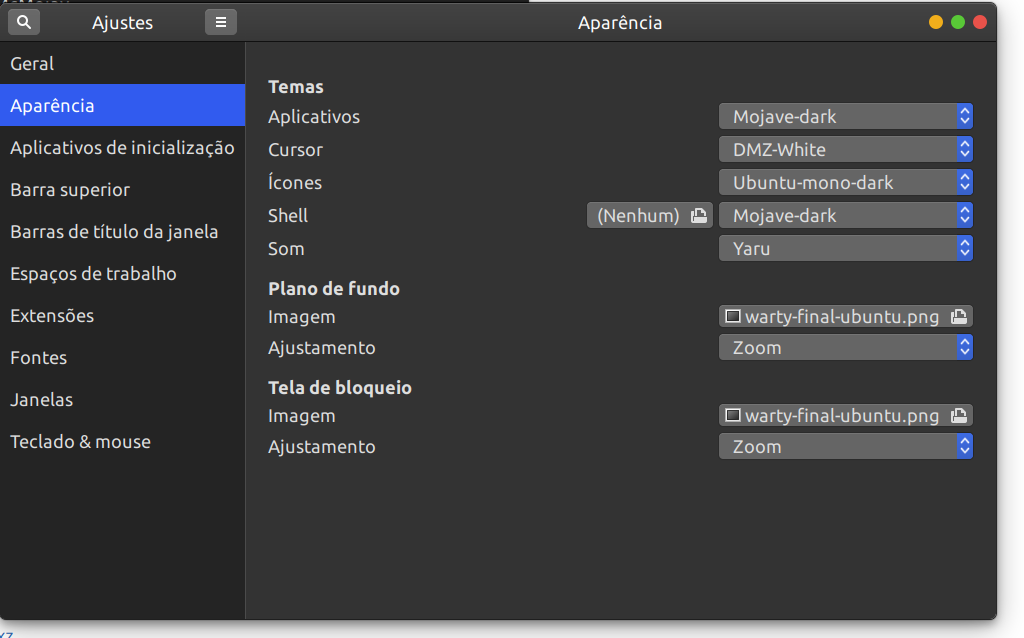 Ajustes
Aparência
Geral
Aparência
Aplicativos de inicialização
Barra superior
Barras de título da janela
Espaços de trabalho
Extensões
Fontes
Janelas
Teclado & mouse
Temas
Aplicativos Mojave-dark
Cursor DMZ-White
Ícones Ubuntu-mono-dark
Shell (Nenhum) Mojave-dark
Som Yaru
Plano de fundo
Imagem warty-final-ubuntu.png
Ajustamento Zoom
Tela de bloqueio
Imagem warty-final-ubuntu.png
Ajustamento Zoom